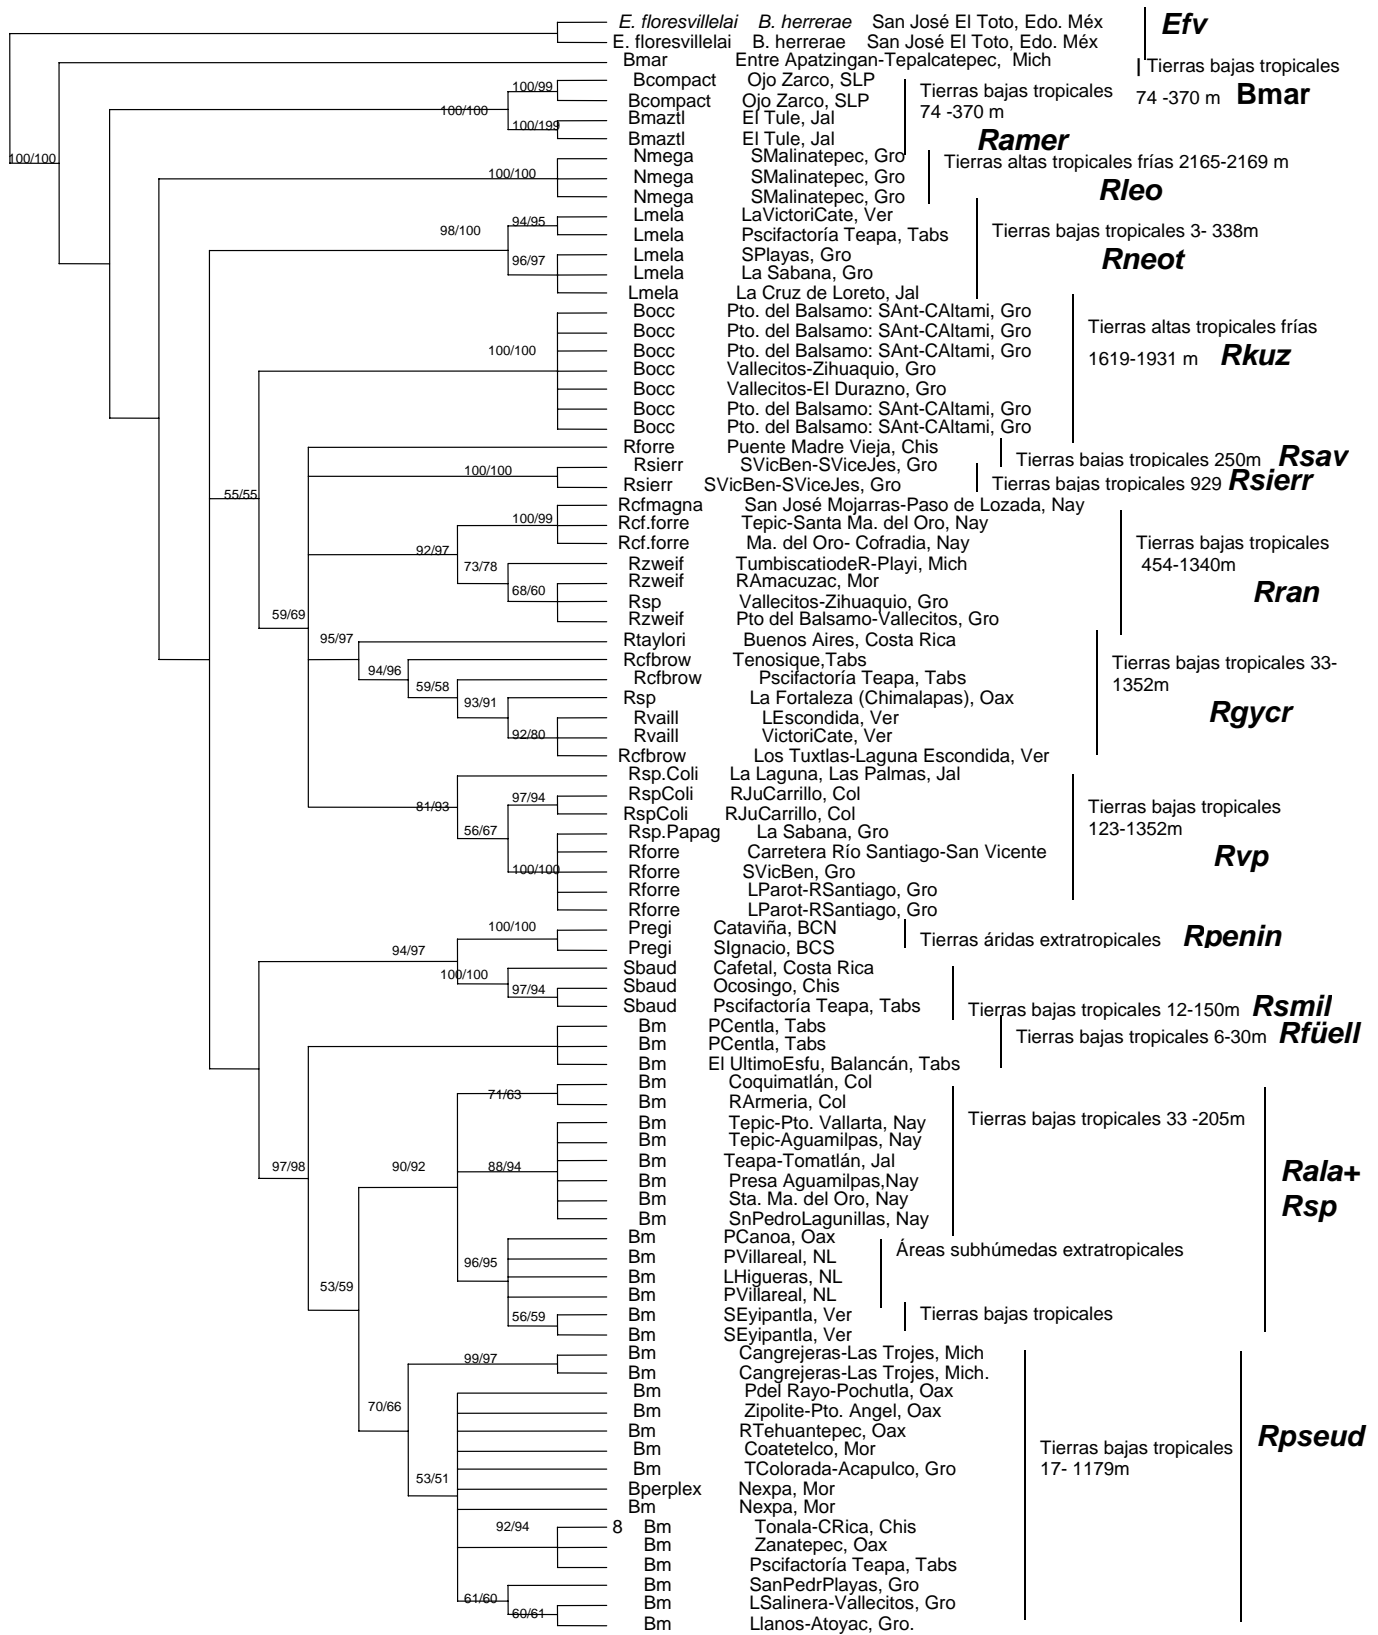 E. floresvillelai B. herrerae San José El Toto, Edo. Méx
Efv
E. floresvillelai B. herrerae San José El Toto, Edo. Méx
Bmar Entre Apatzingan-Tepalcatepec, Mich
| Tierras bajas tropicales
74 -370 m Bmar
Bcompact Ojo Zarco, SLP
100/99
Bcompact Ojo Zarco, SLP
100/100
Tierras bajas tropicales
74 -370 m
Ramer
Bmaztl El Tule, Jal
100/199
Bmaztl El Tule, Jal
100/100
Nmega SMalinatepec, Gro
100/100
Nmega SMalinatepec, Gro
Nmega SMalinatepec, Gro
Tierras altas tropicales frías 2165-2169 m
Rleo
Lmela LaVictoriCate, Ver
94/95
98/100
Lmela Pscifactoría Teapa, Tabs
Lmela SPlayas, Gro
96/97
Lmela La Sabana, Gro
Lmela La Cruz de Loreto, Jal
Tierras bajas tropicales 3- 338m
Rneot
Bocc Pto. del Balsamo: SAnt-CAltami, Gro
Bocc Pto. del Balsamo: SAnt-CAltami, Gro
100/100
Bocc Pto. del Balsamo: SAnt-CAltami, Gro
Bocc Vallecitos-Zihuaquio, Gro
Bocc Vallecitos-El Durazno, Gro
Bocc Pto. del Balsamo: SAnt-CAltami, Gro
Bocc Pto. del Balsamo: SAnt-CAltami, Gro
Tierras altas tropicales frías
1619-1931 m Rkuz
Rforre Puente Madre Vieja, Chis
Tierras bajas tropicales 250m Rsav
100/100
Rsierr SVicBen-SViceJes, Gro
Rsierr SVicBen-SViceJes, Gro
Tierras bajas tropicales 929 Rsierr
55/55
Rcfmagna San José Mojarras-Paso de Lozada, Nay
100/99
Rcf.forre Tepic-Santa Ma. del Oro, Nay
Rcf.forre Ma. del Oro- Cofradia, Nay
92/97
73/78
Rzweif TumbiscatiodeR-Playi, Mich
Rzweif RAmacuzac, Mor
68/60
Rsp Vallecitos-Zihuaquio, Gro
Rzweif Pto del Balsamo-Vallecitos, Gro
Tierras bajas tropicales
454-1340m
Rran
59/69
95/97
Rtaylori Buenos Aires, Costa Rica
Rcfbrow Tenosique,Tabs
94/96
Rcfbrow Pscifactoría Teapa, Tabs
59/58
Rsp La Fortaleza (Chimalapas), Oax
93/91
Rvaill LEscondida, Ver
Rvaill VictoriCate, Ver
92/80
Rcfbrow Los Tuxtlas-Laguna Escondida, Ver
Tierras bajas tropicales 33-
1352m
Rgycr
Rsp.Coli La Laguna, Las Palmas, Jal
RspColi RJuCarrillo, Col
97/94
81/93
RspColi RJuCarrillo, Col
56/67
Rsp.Papag La Sabana, Gro
Rforre Carretera Río Santiago-San Vicente
100/100
Rforre SVicBen, Gro
Rforre LParot-RSantiago, Gro
Rforre LParot-RSantiago, Gro
Tierras bajas tropicales
123-1352m
Rvp
100/100
Pregi Cataviña, BCN
Pregi SIgnacio, BCS
Tierras áridas extratropicales Rpenin
94/97
100/100
Sbaud Cafetal, Costa Rica
Sbaud Ocosingo, Chis
97/94
Sbaud Pscifactoría Teapa, Tabs
Tierras bajas tropicales 12-150m Rsmil
Bm PCentla, Tabs
Bm PCentla, Tabs
Bm El UltimoEsfu, Balancán, Tabs
Tierras bajas tropicales 6-30m Rfüell
Bm Coquimatlán, Col
71/63
Bm RArmeria, Col
Bm Tepic-Pto. Vallarta, Nay
Bm Tepic-Aguamilpas, Nay
97/98
90/92
88/94
Bm Teapa-Tomatlán, Jal
Bm Presa Aguamilpas,Nay
Bm Sta. Ma. del Oro, Nay
Bm SnPedroLagunillas, Nay
Tierras bajas tropicales 33 -205m
Rala+
Rsp
Bm PCanoa, Oax
Bm PVillareal, NL
96/95
Bm LHigueras, NL
Bm PVillareal, NL
Áreas subhúmedas extratropicales
53/59
56/59
Bm SEyipantla, Ver
Bm SEyipantla, Ver
Tierras bajas tropicales
99/97
Bm Cangrejeras-Las Trojes, Mich
Bm Cangrejeras-Las Trojes, Mich.
70/66
Bm Pdel Rayo-Pochutla, Oax
Bm Zipolite-Pto. Angel, Oax
Bm RTehuantepec, Oax
Bm Coatetelco, Mor
Bm TColorada-Acapulco, Gro
53/51
Bperplex Nexpa, Mor
Bm Nexpa, Mor
92/94
8 Bm Tonala-CRica, Chis
Bm Zanatepec, Oax
Bm Pscifactoría Teapa, Tabs
Bm SanPedrPlayas, Gro
61/60
Bm LSalinera-Vallecitos, Gro
60/61
Bm Llanos-Atoyac, Gro.
Tierras bajas tropicales
17- 1179m
Rpseud